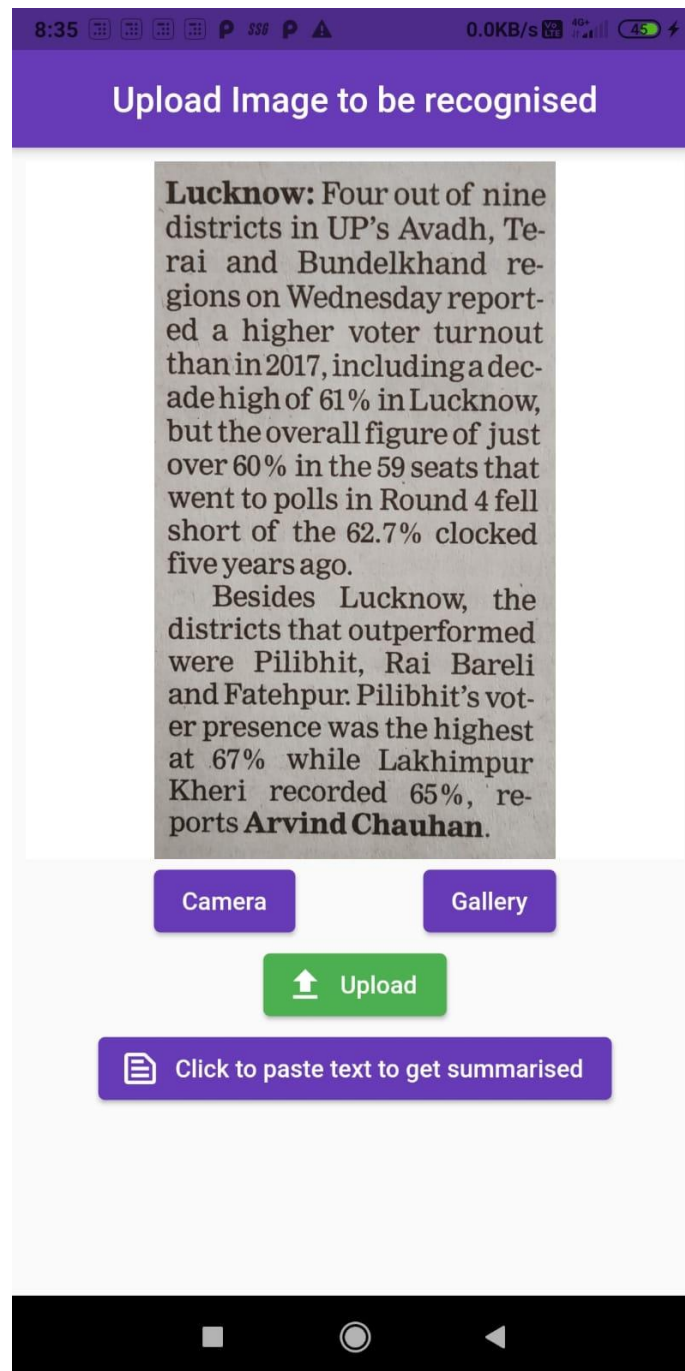 8:35 SSG 0.0KB/s Vo LTE 4G+ 45
Upload Image to be recognised
Lucknow: Four out of nine
districts in UP's Avadh, Te-
rai and Bundelkhand re-
gions on Wednesday report-
ed a higher voter turnout
than in 2017, including a dec-
ade high of 61% in Lucknow,
but the overall figure of just
over 60% in the 59 seats that
went to polls in Round 4 fell
short of the 62.7% clocked
five years ago.
Besides Lucknow, the
districts that outperformed
were Pilibhit, Rai Bareli
and Fatehpur. Pilibhit's vot-
er presence was the highest
at 67% while Lakhimpur
Kheri recorded 65%, re-
ports Arvind Chauhan.
Camera Gallery
Upload
Click to paste text to get summarised